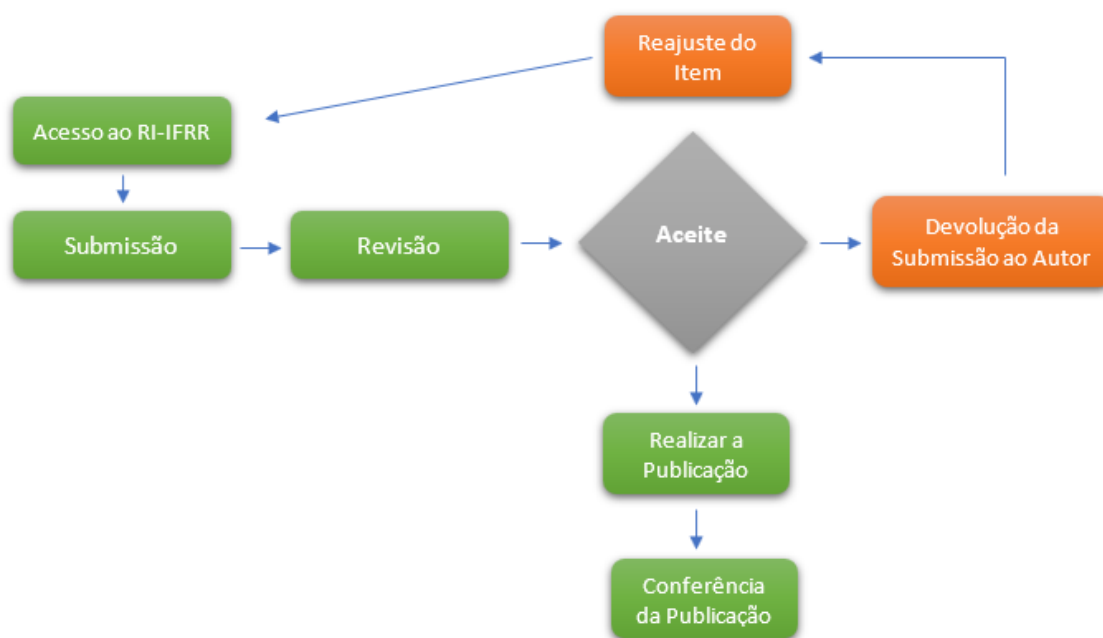 Reajuste do
Item
Acesso ao RI-IFRR
Submissão
Revisão
Aceite
Devolução da
Submissão ao Autor
Realizar a
Publicação
Conferência
da Publicação